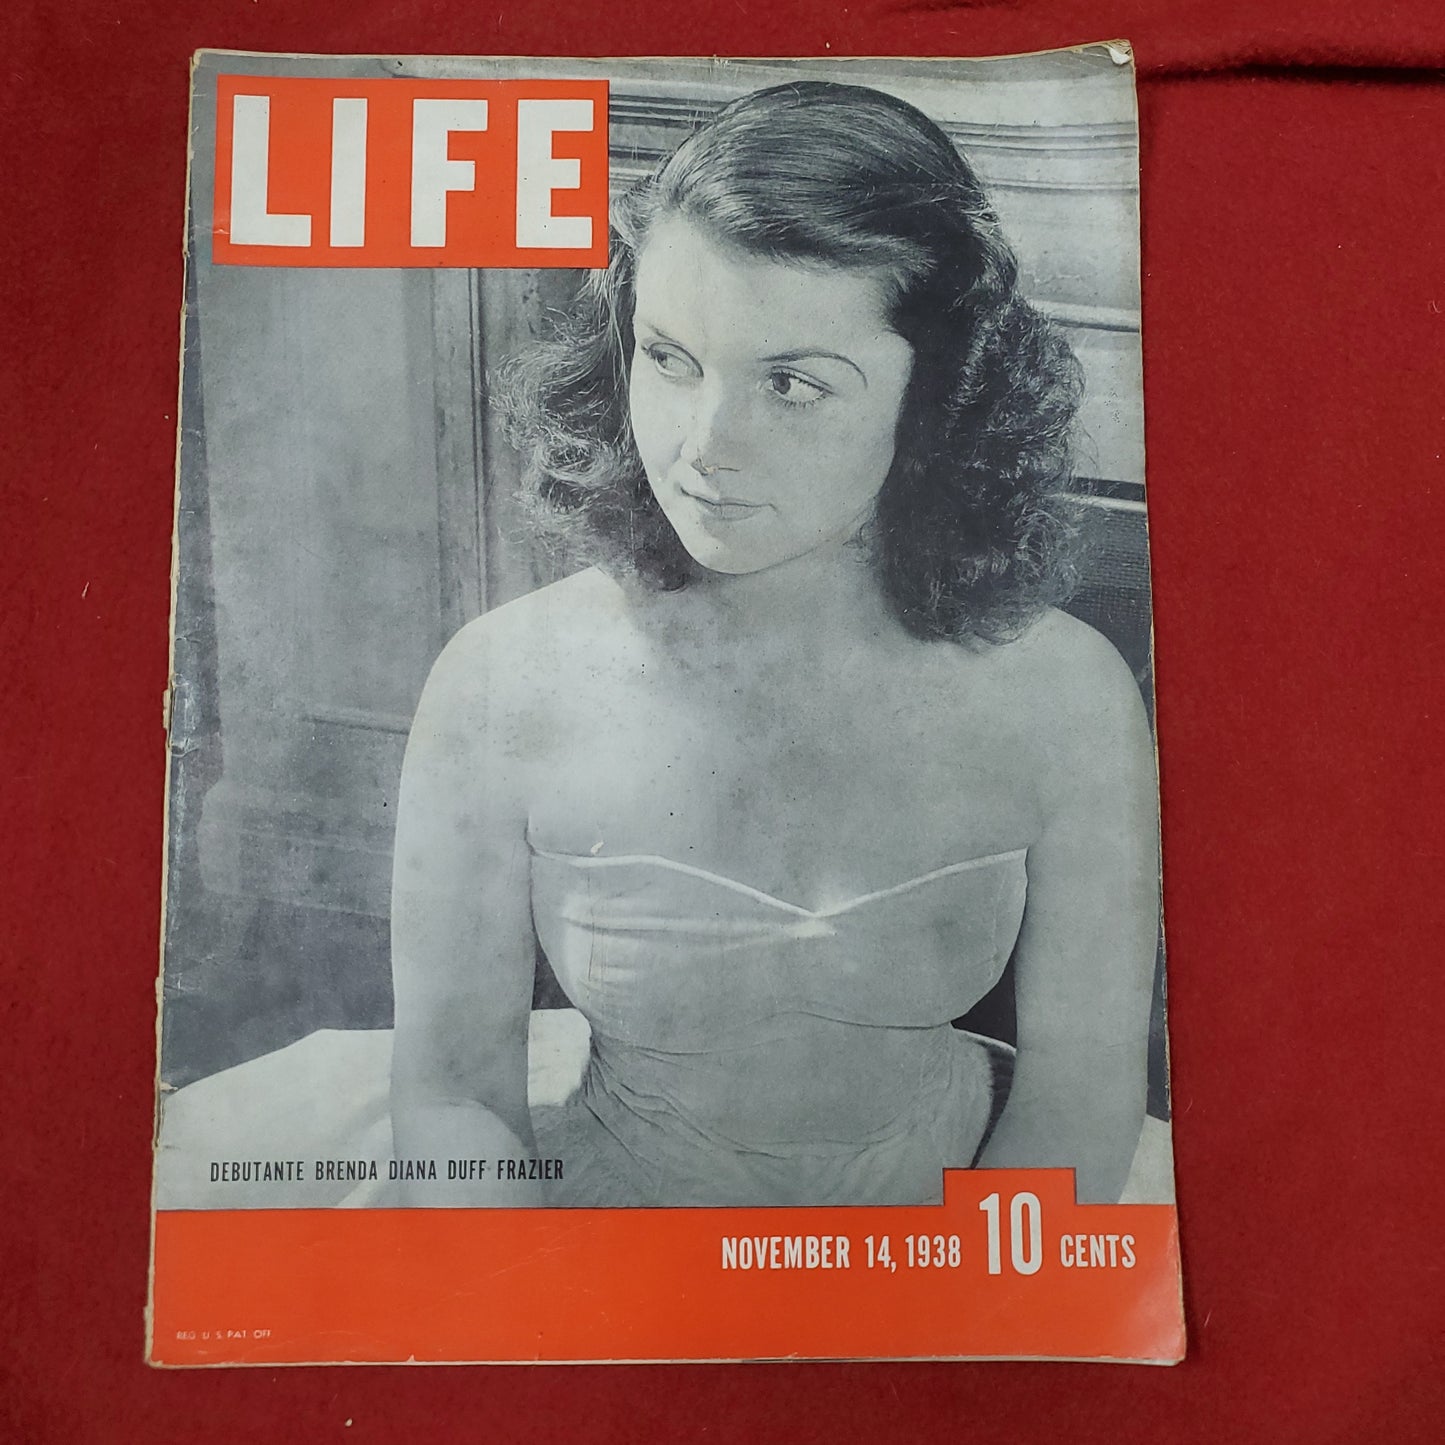 LIFE
DEBUTANTE BRENDA DIANA DUFF FRAZIER
NOVEMBER 14, 1938 10 CENTS
REG. U. S. PAT. OFF